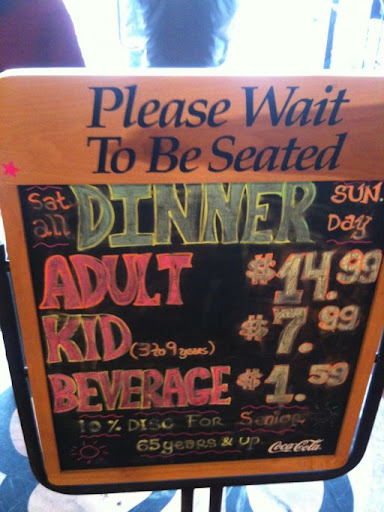 Please Wait
To Be Seated
Sat DINNER SUN.
all Day
ADULT $14.99
KID (3 to 9 years) $7.99
BEVERAGE $1.59
10% DISC FOR Senior
65 years & up Coca-Cola